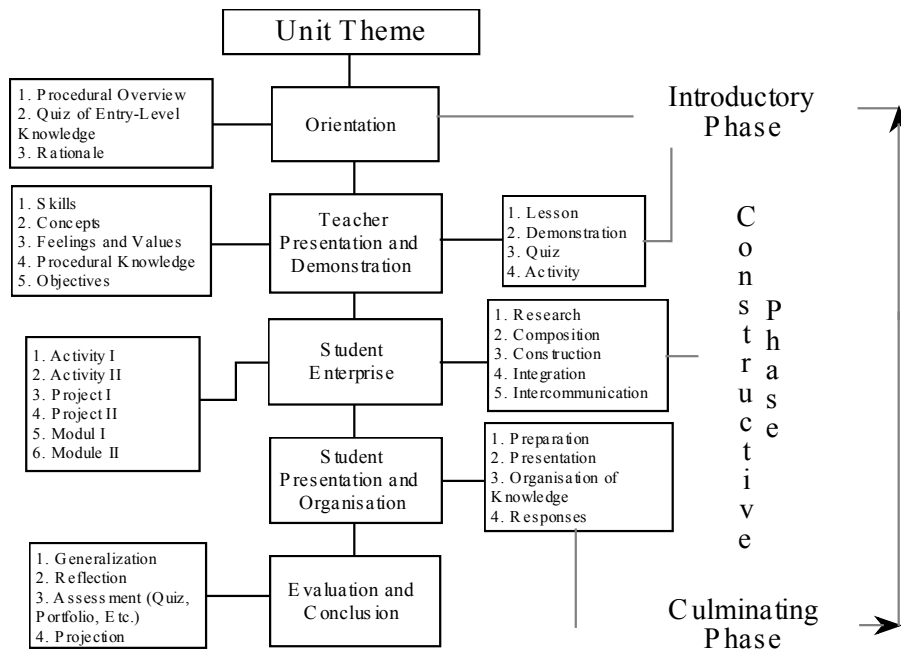 Unit Theme
1. Procedural Overview
2. Quiz of Entry-Level
Knowledge
3. Rationale
Orientation
Introductory
Phase
1. Skills
2. Concepts
3. Feelings and Values
4. Procedural Knowledge
5. Objectives
Teacher
Presentation and
Demonstration
1. Lesson
2. Demonstration
3. Quiz
4. Activity
Constructive
Phase
1. Activity I
2. Activity II
3. Project I
4. Project II
5. Modul I
6. Module II
Student
Enterprise
1. Research
2. Composition
3. Construction
4. Integration
5. Intercommunication
Student
Presentation and
Organisation
1. Preparation
2. Presentation
3. Organisation of
Knowledge
4. Responses
1. Generalization
2. Reflection
3. Assessment (Quiz,
Portfolio, Etc.)
4. Projection
Evaluation and
Conclusion
Culminating
Phase